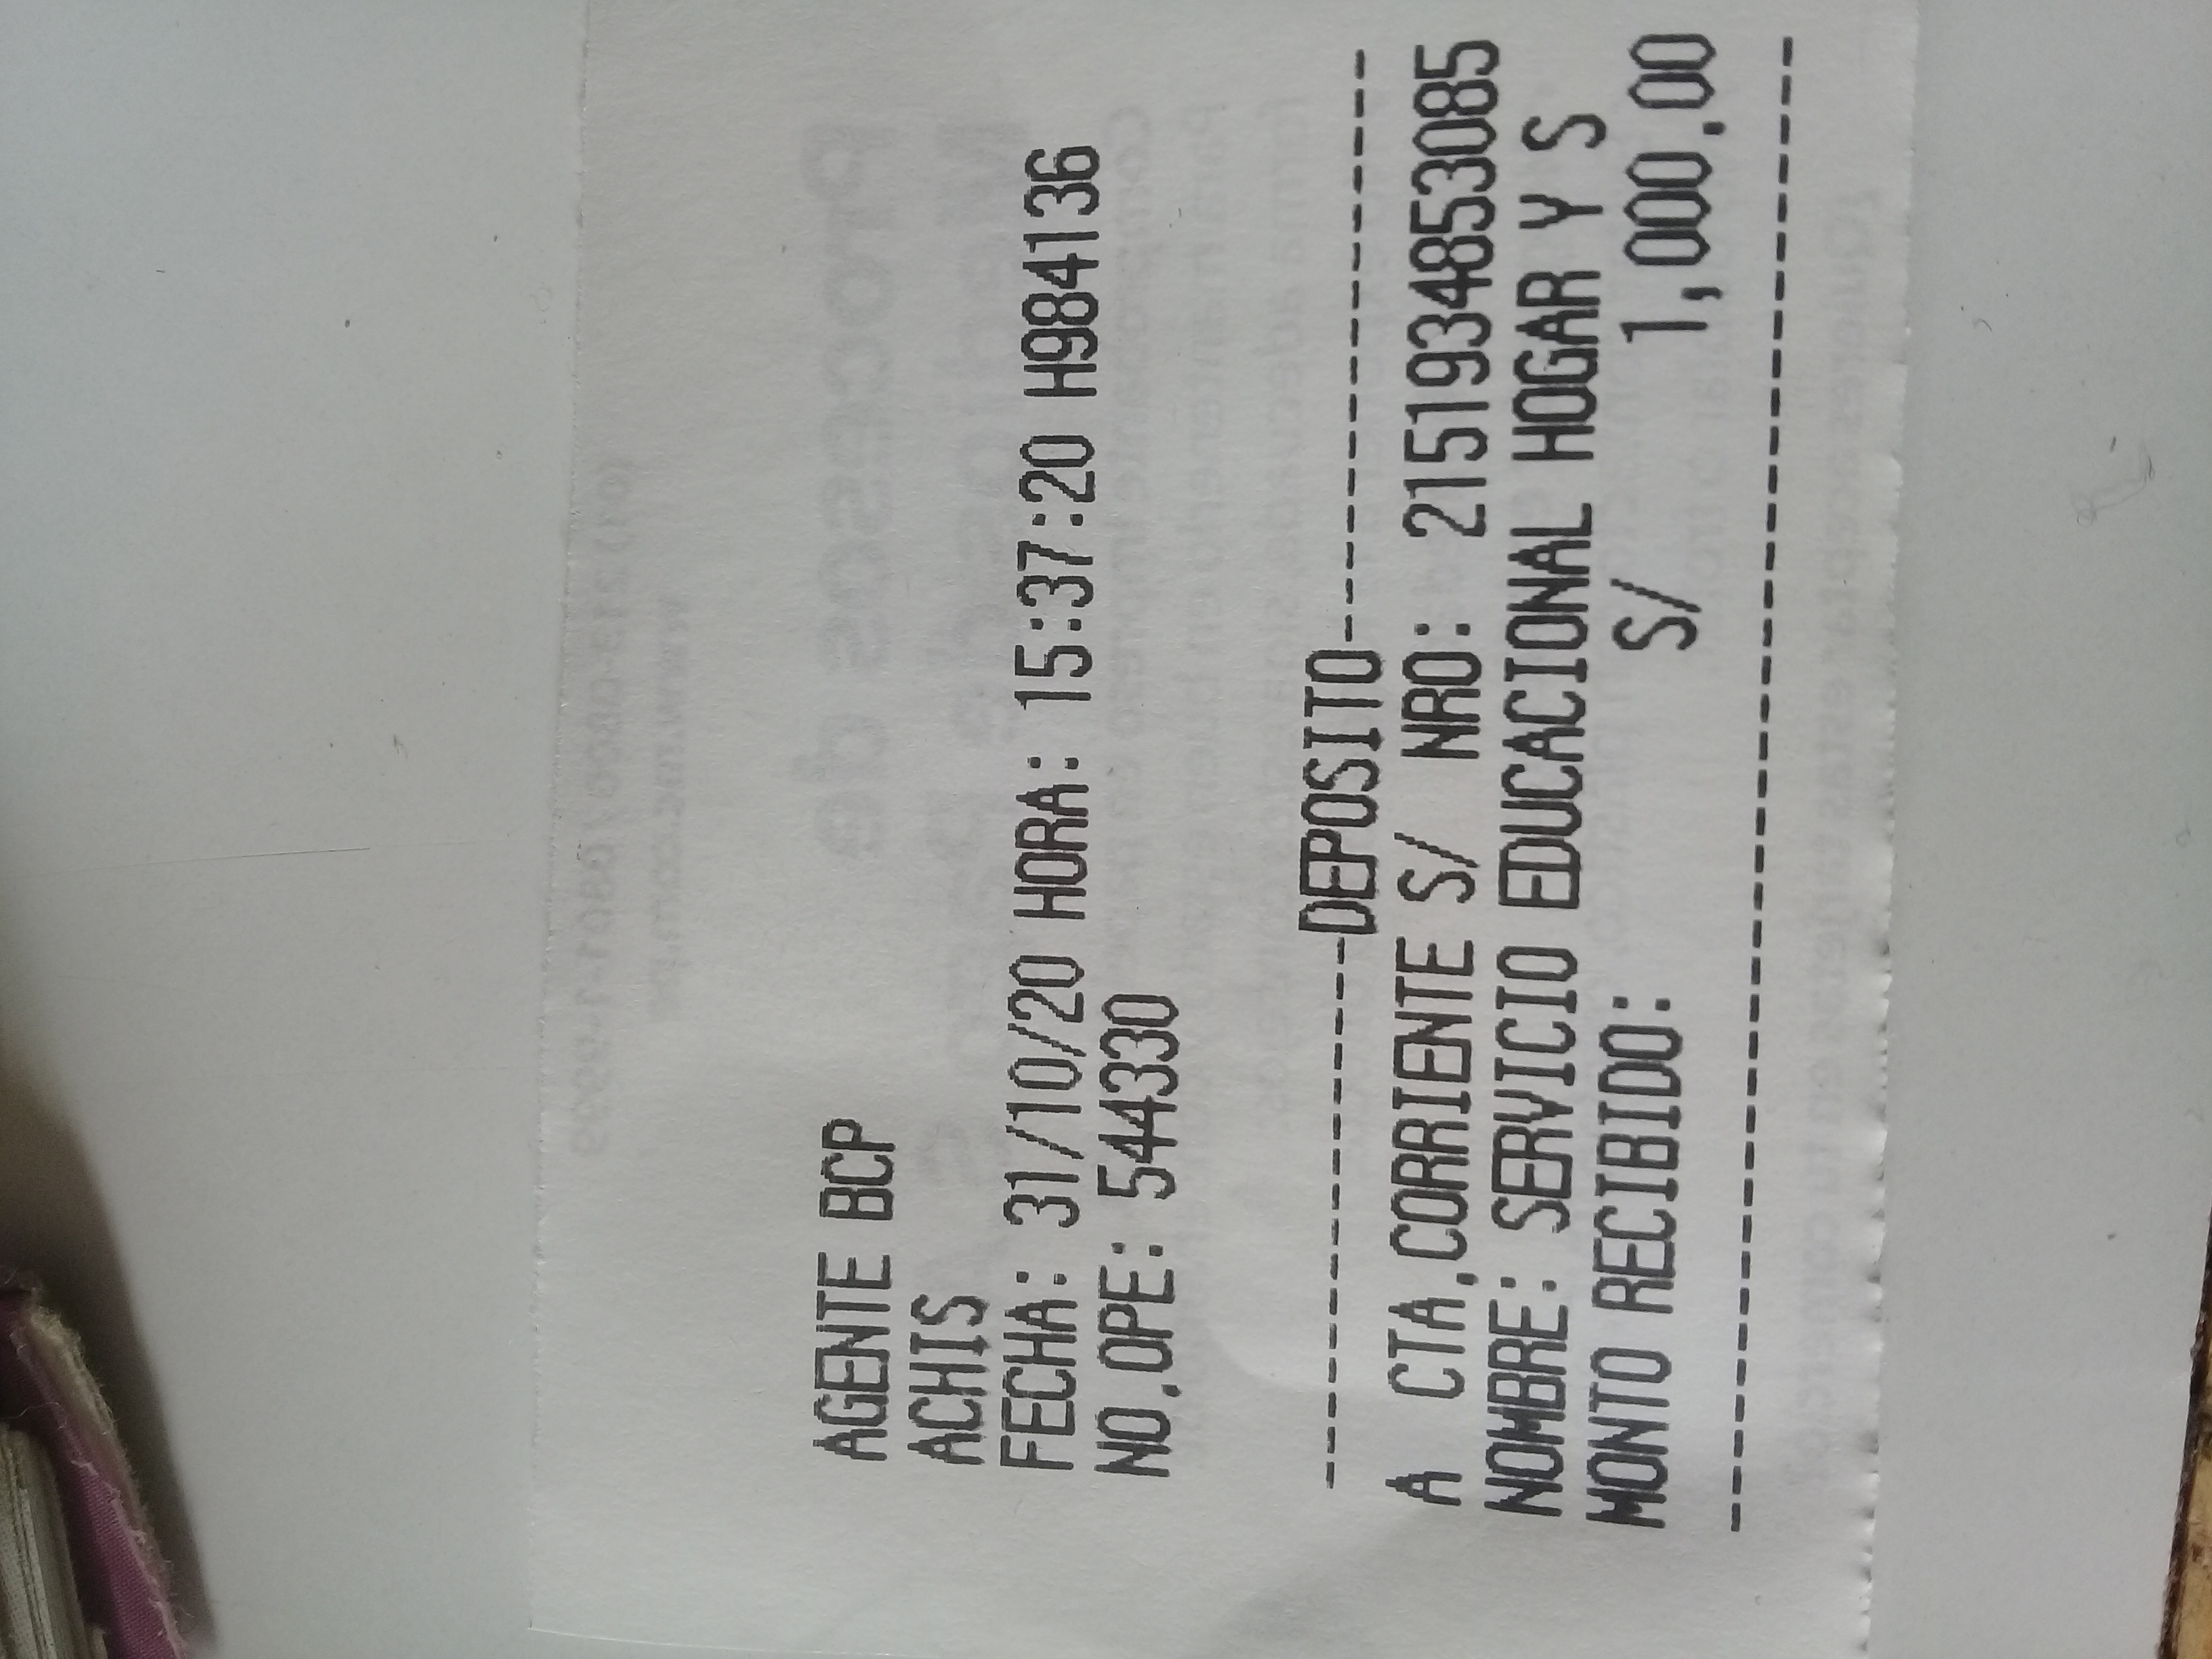 AGENTE BCP
ACHIS
FECHA: 31/10/20 HORA: 15:37:20 H984136
NO.OPE: 544330
----------------DEPOSITO-----------------
A CTA.CORRIENTE S/ NRO: 2151934853085
NOMBRE: SERVICIO EDUCACIONAL HOGAR Y S
MONTO RECIBIDO: S/ 1,000.00
------------------------------------------